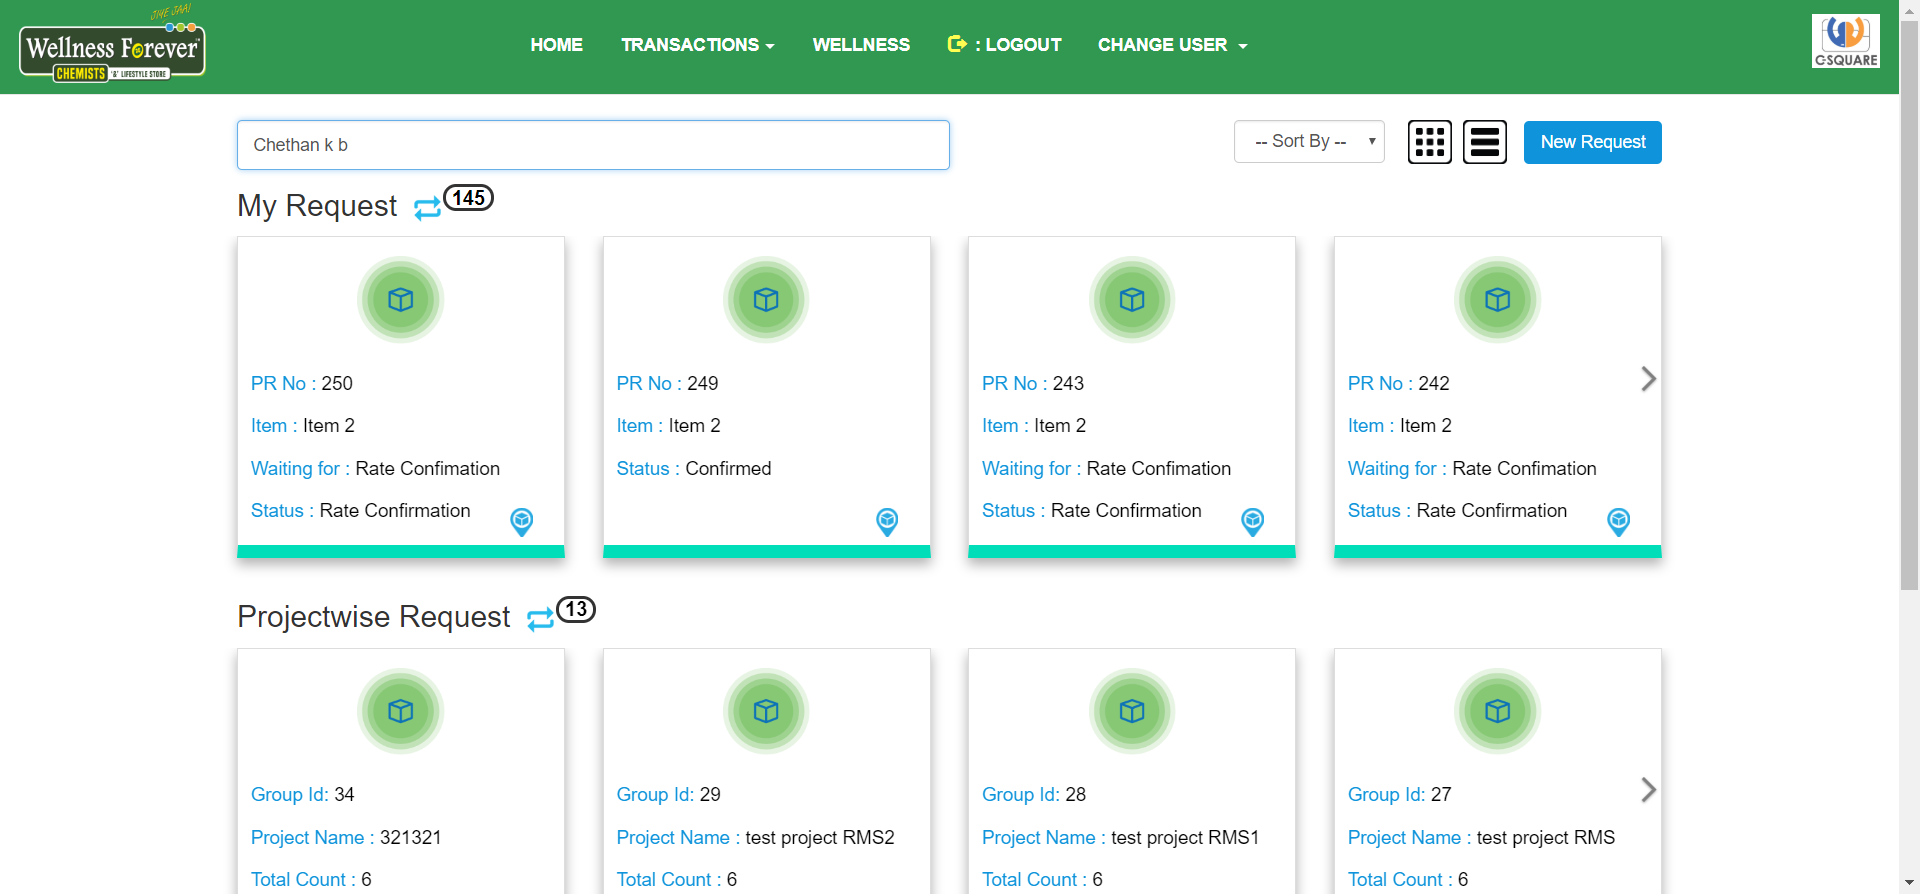 JIYE JAAI
Wellness Forever
CHEMISTS '&' LIFESTYLE STORE
HOME TRANSACTIONS WELLNESS : LOGOUT CHANGE USER
C-SQUARE
Chethan k b
-- Sort By --
New Request
My Request 145
PR No : 250
Item : Item 2
Waiting for : Rate Confimation
Status : Rate Confirmation
PR No : 249
Item : Item 2
Status : Confirmed
PR No : 243
Item : Item 2
Waiting for : Rate Confimation
Status : Rate Confirmation
PR No : 242
Item : Item 2
Waiting for : Rate Confimation
Status : Rate Confirmation
Projectwise Request 13
Group Id: 34
Project Name : 321321
Total Count : 6
Group Id: 29
Project Name : test project RMS2
Total Count : 6
Group Id: 28
Project Name : test project RMS1
Total Count : 6
Group Id: 27
Project Name : test project RMS
Total Count : 6